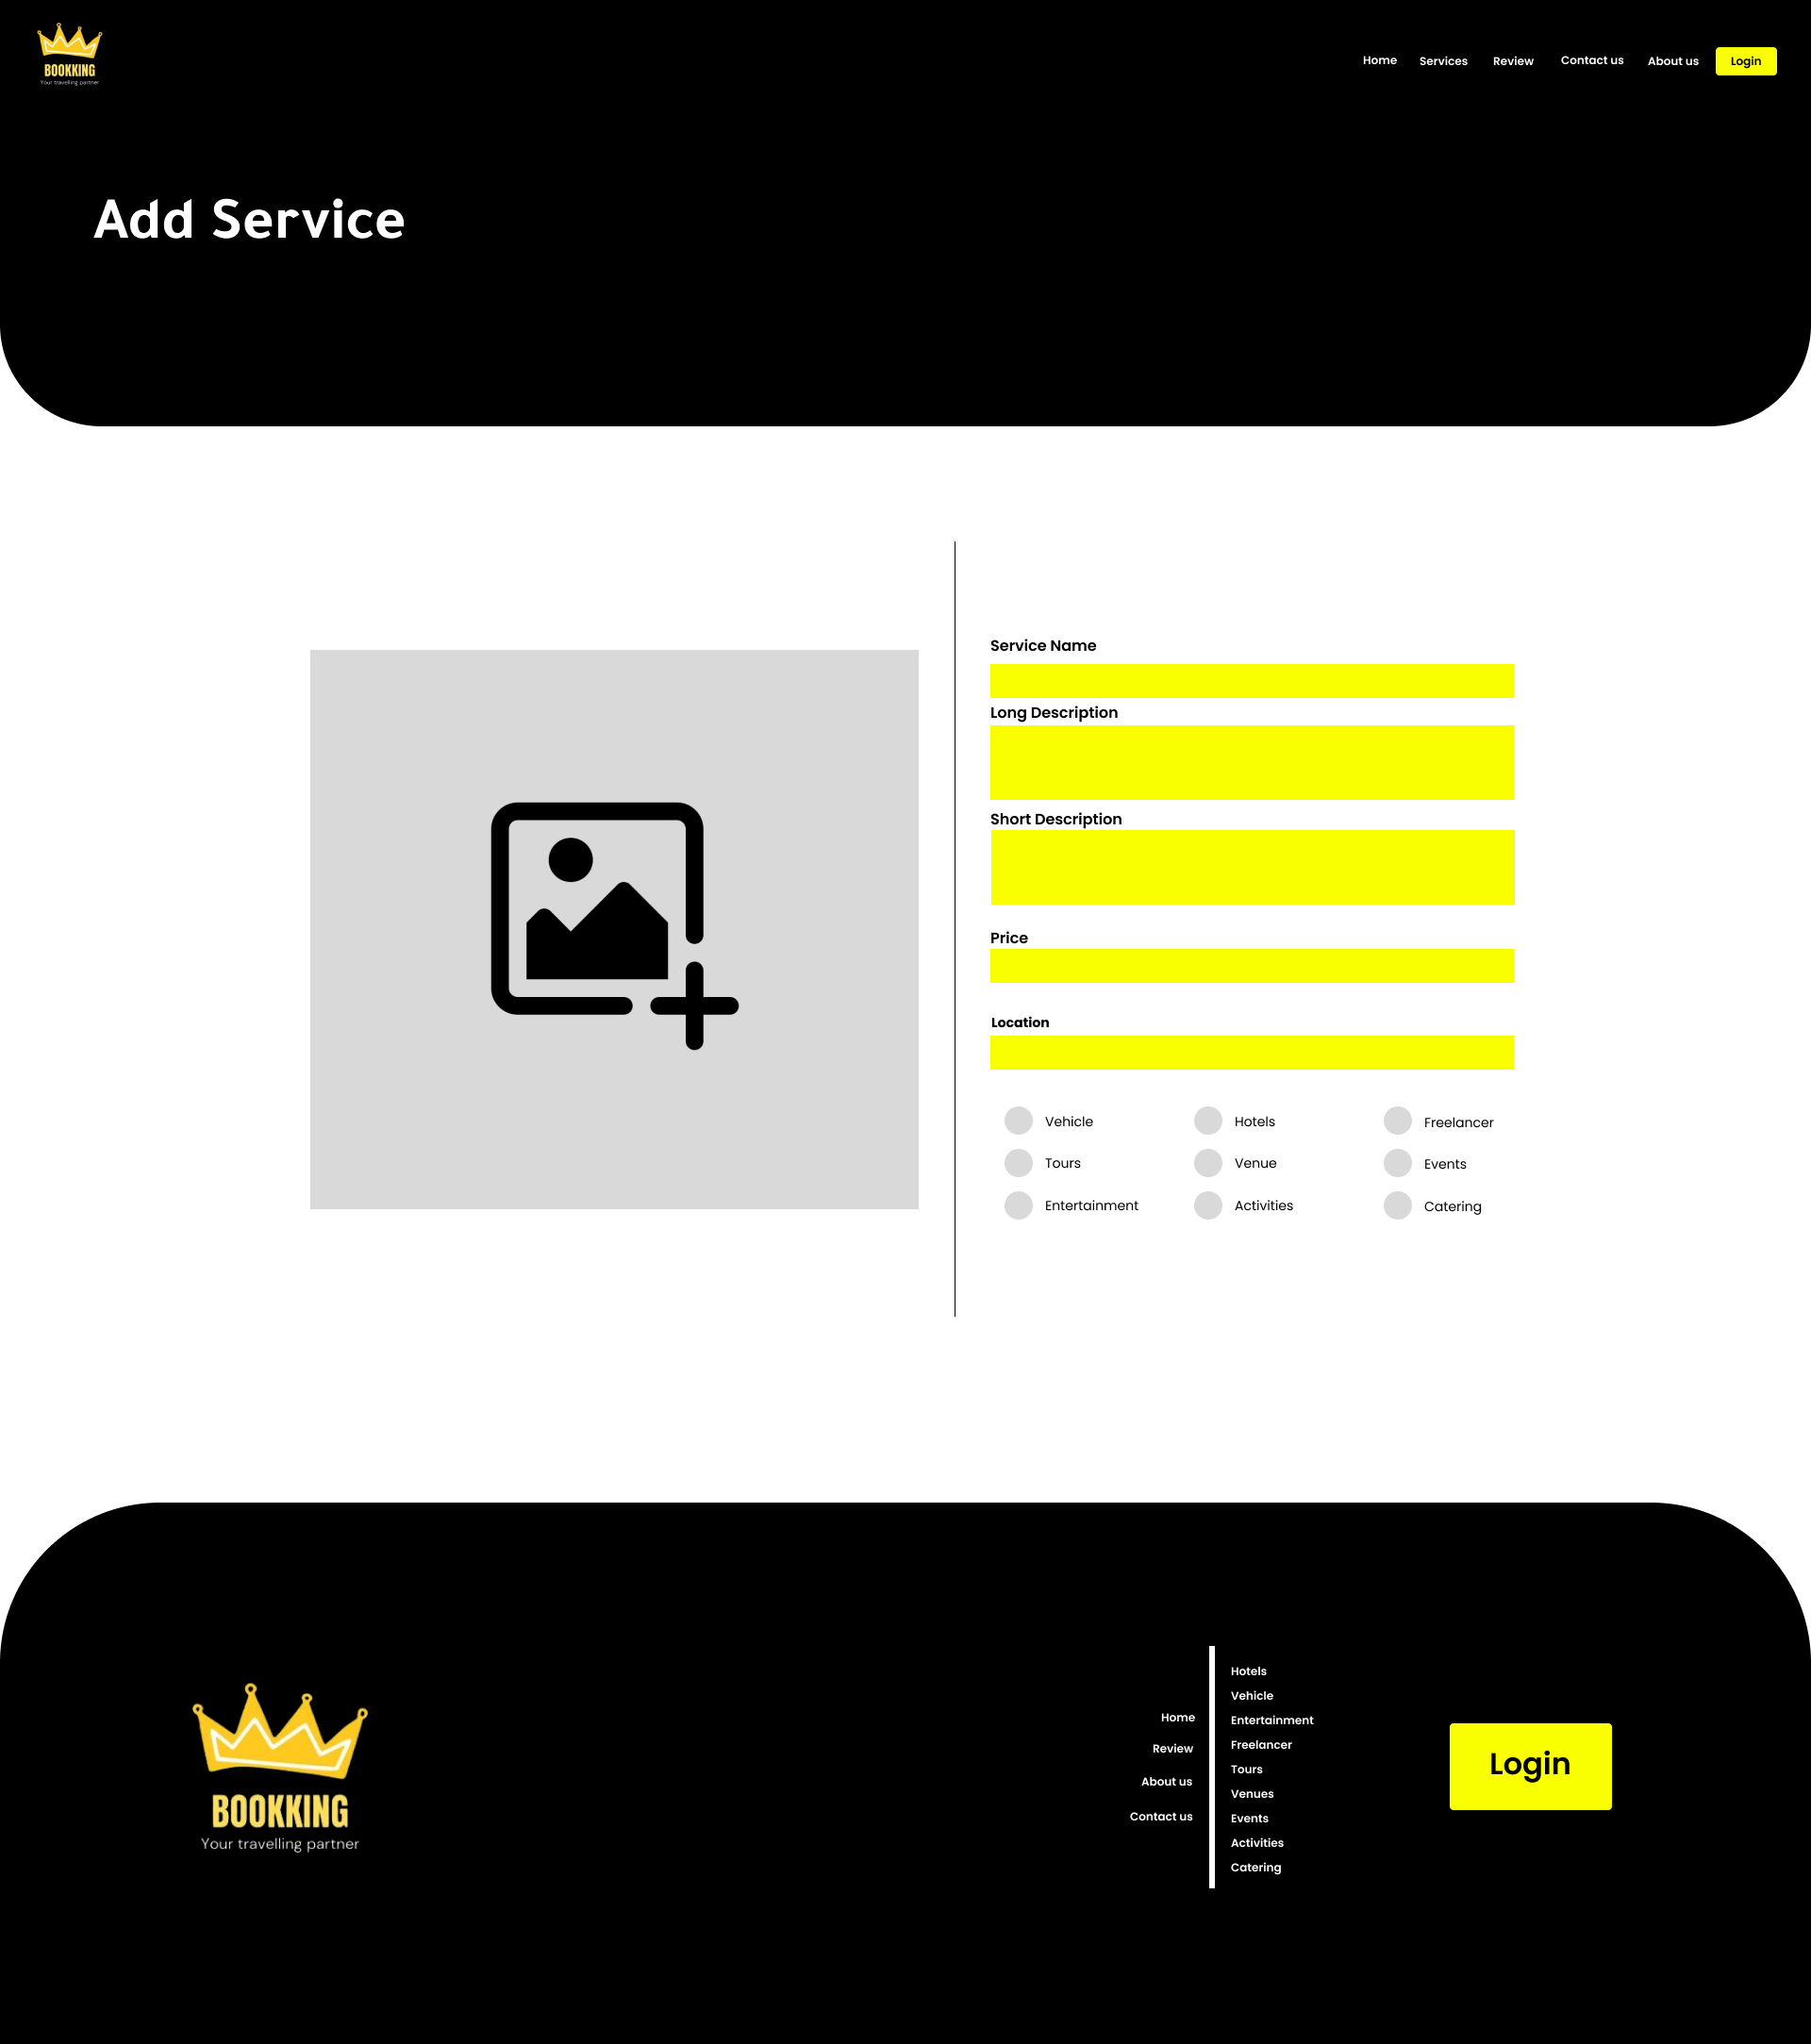 BOOKKING
Your travelling partner
Home Services Review Contact us About us Login
Add Service
Service Name
Long Description
Short Description
Price
Location
Vehicle Hotels Freelancer
Tours Venue Events
Entertainment Activities Catering
BOOKKING
Your travelling partner
Home
Review
About us
Contact us
Hotels
Vehicle
Entertainment
Freelancer
Tours
Venues
Events
Activities
Catering
Login